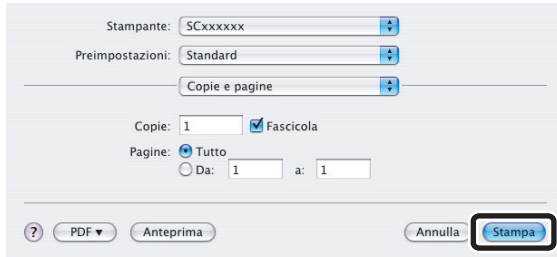 Stampante: SCxxxxxx
Preimpostazioni: Standard
Copie e pagine
Copie: 1 Fascicola
Pagine: Tutto
Da: 1 a: 1
? PDF▼ Anteprima Annulla Stampa